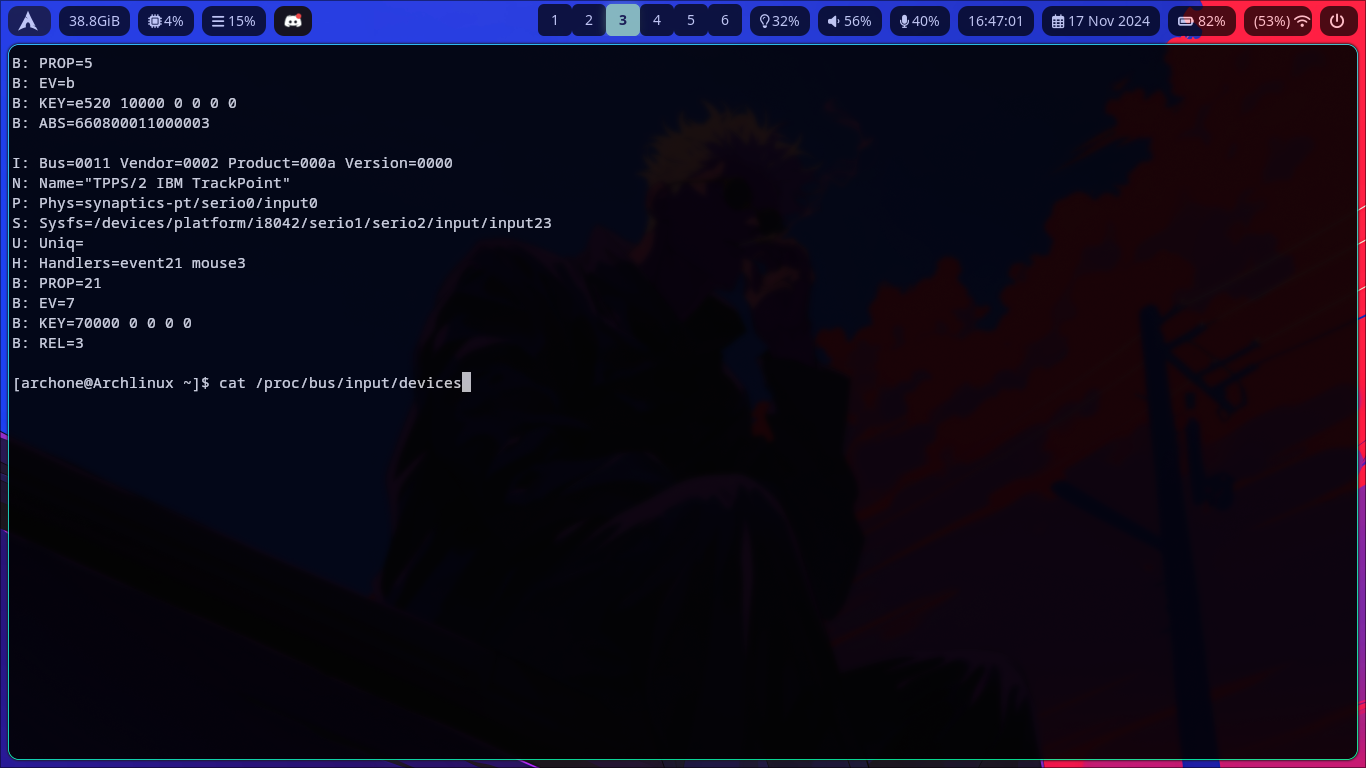 38.8GiB 4% 15% 1 2 3 4 5 6 32% 56% 40% 16:47:01 17 Nov 2024 82% (53%)
B: PROP=5
B: EV=b
B: KEY=e520 10000 0 0 0 0
B: ABS=660800011000003
I: Bus=0011 Vendor=0002 Product=000a Version=0000
N: Name="TPPS/2 IBM TrackPoint"
P: Phys=synaptics-pt/serio0/input0
S: Sysfs=/devices/platform/i8042/serio1/serio2/input/input23
U: Uniq=
H: Handlers=event21 mouse3
B: PROP=21
B: EV=7
B: KEY=70000 0 0 0 0
B: REL=3
[archone@Archlinux ~]$ cat /proc/bus/input/devices